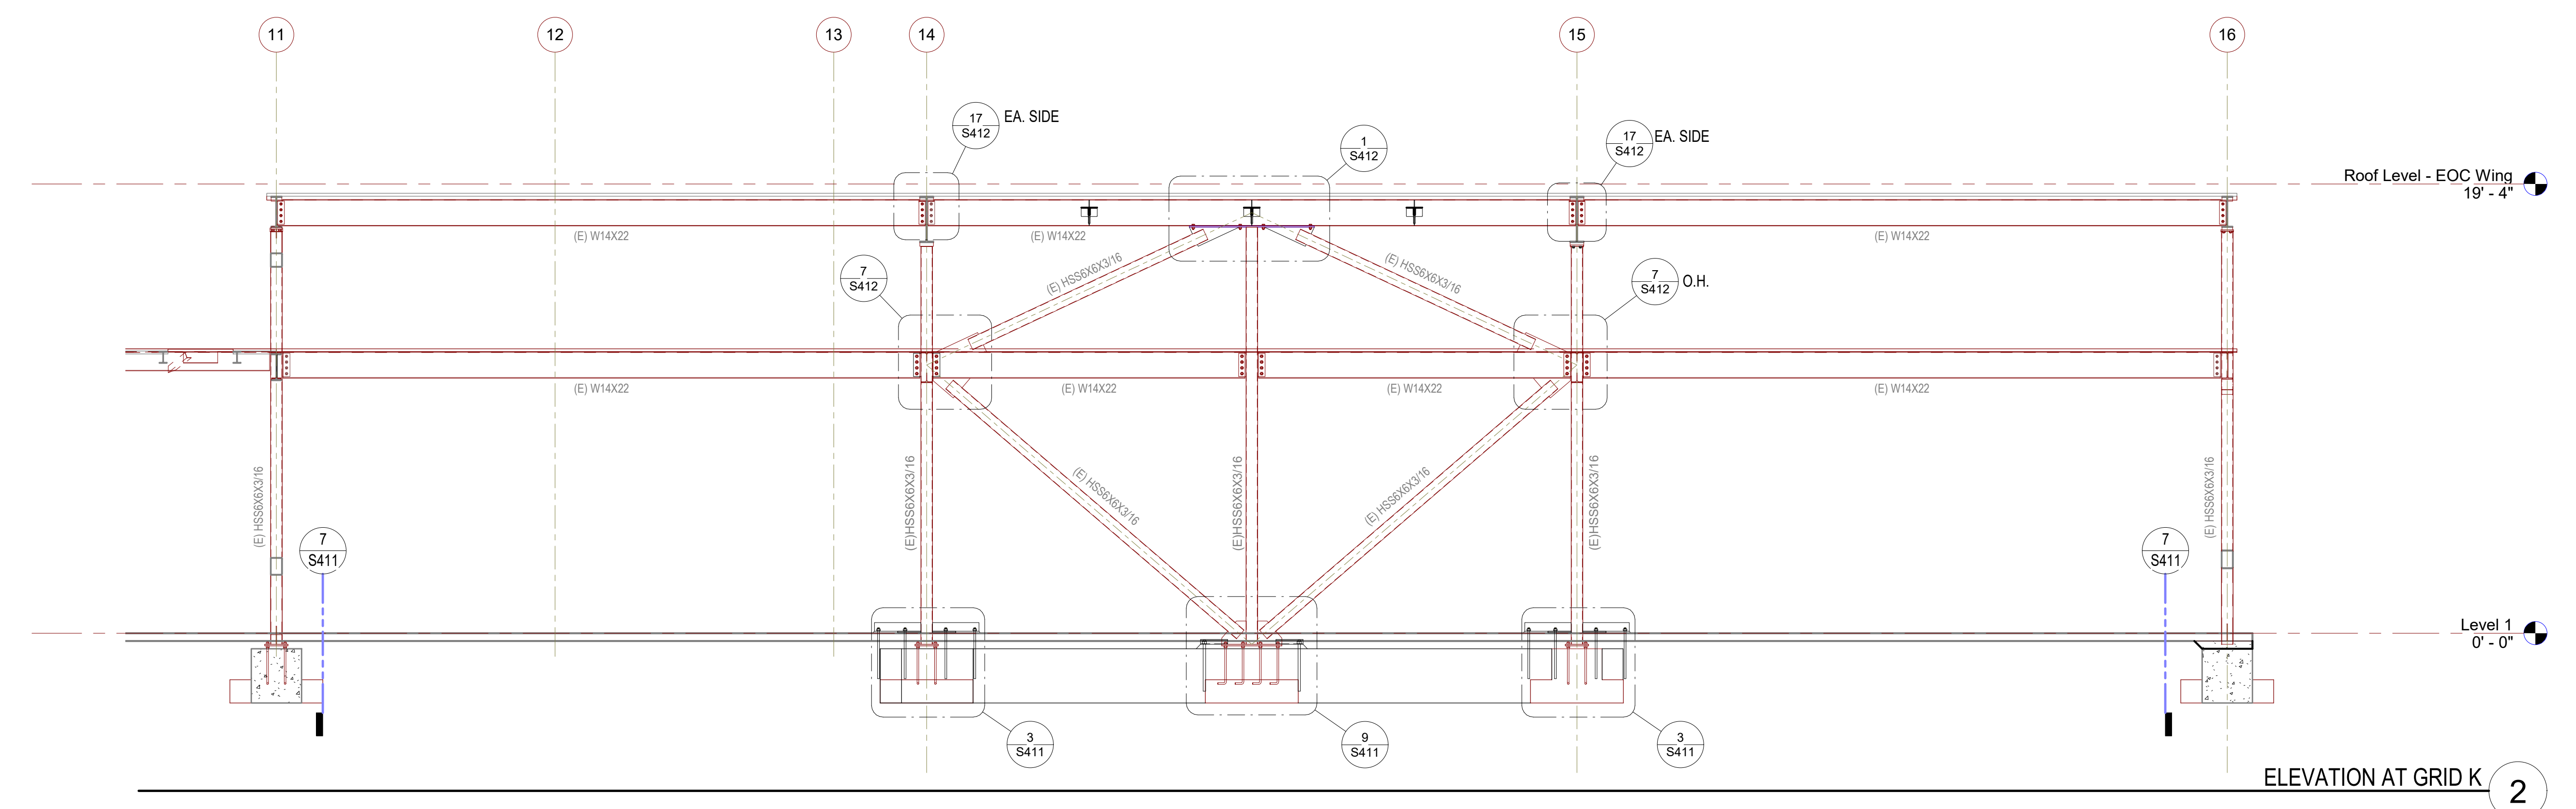 11
12
13
14
15
16
17
S412
EA. SIDE
1
S412
17
S412
EA. SIDE
Roof Level - EOC Wing
19' - 4"
(E) W14X22
(E) W14X22
(E) W14X22
7
S412
(E) HSS6X6X3/16
(E) HSS6X6X3/16
7
S412
O.H.
(E) W14X22
(E) W14X22
(E) W14X22
(E) W14X22
(E) HSS6X6X3/16
(E)HSS6X6X3/16
(E) HSS6X6X3/16
(E)HSS6X6X3/16
(E) HSS6X6X3/16
(E)HSS6X6X3/16
(E) HSS6X6X3/16
7
S411
7
S411
Level 1
0' - 0"
3
S411
9
S411
3
S411
ELEVATION AT GRID K
2